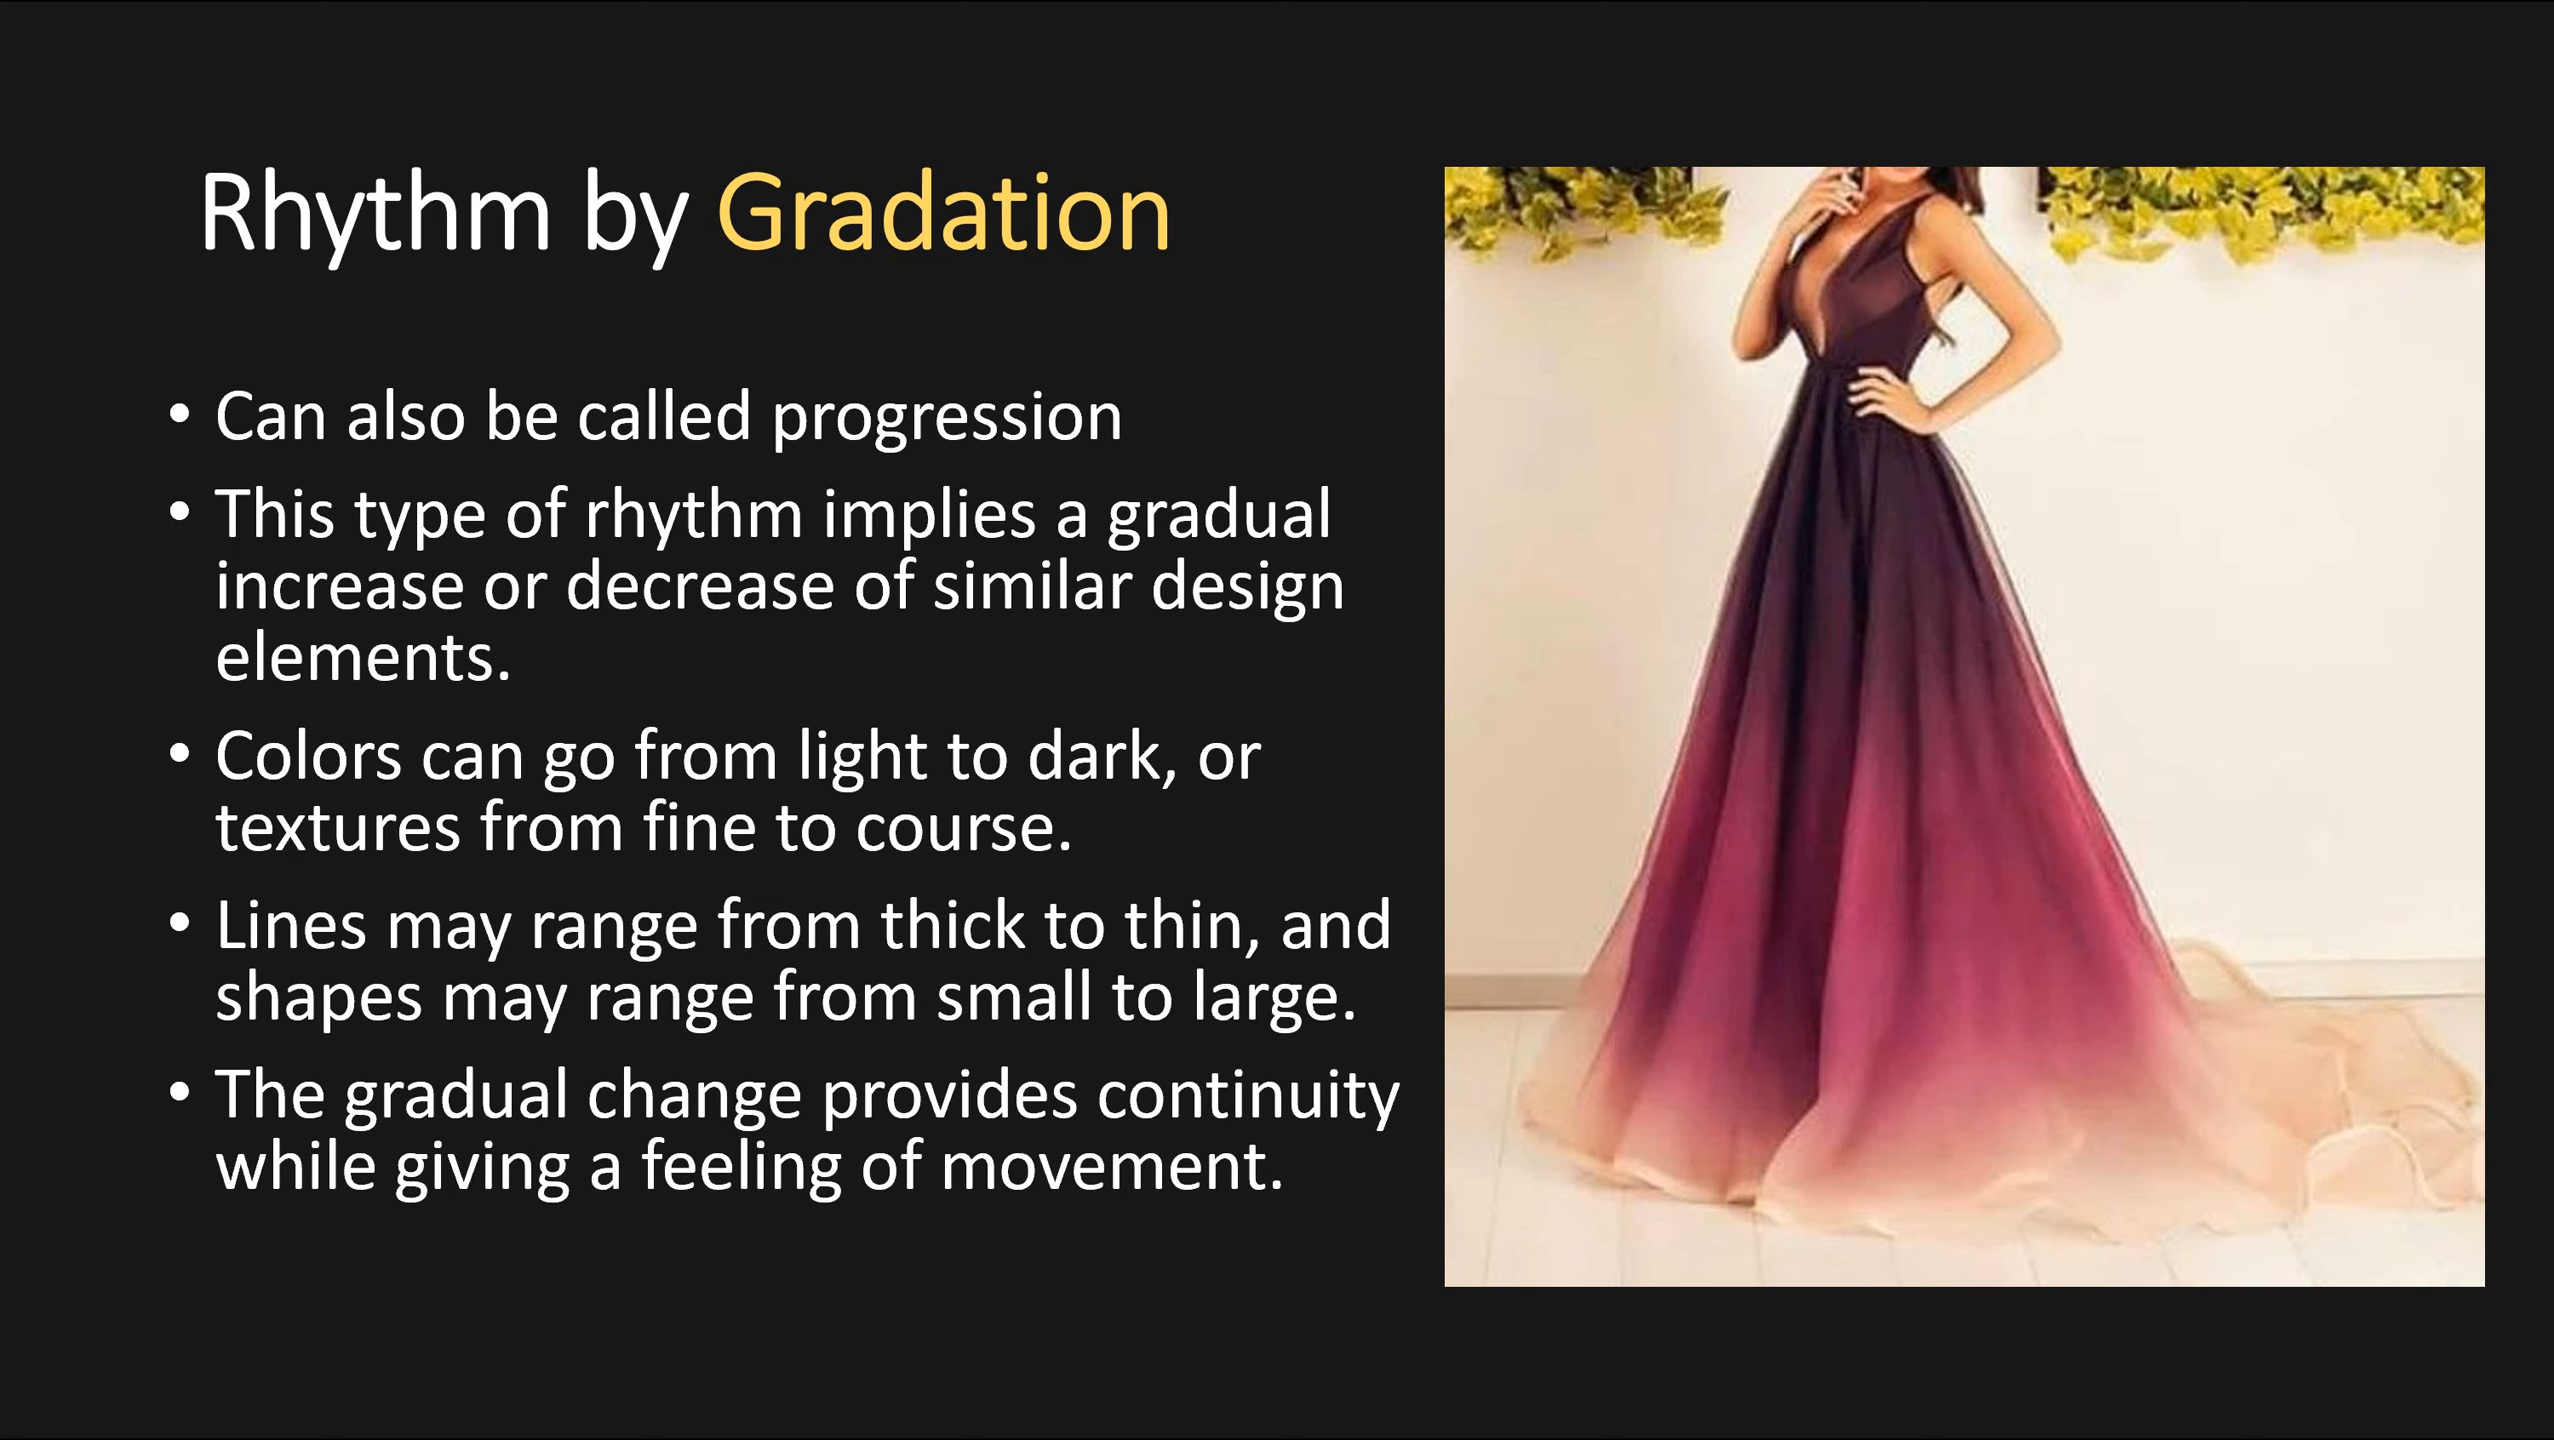 Rhythm by Gradation
• Can also be called progression
• This type of rhythm implies a gradual
increase or decrease of similar design
elements.
• Colors can go from light to dark, or
textures from fine to course.
• Lines may range from thick to thin, and
shapes may range from small to large.
• The gradual change provides continuity
while giving a feeling of movement.